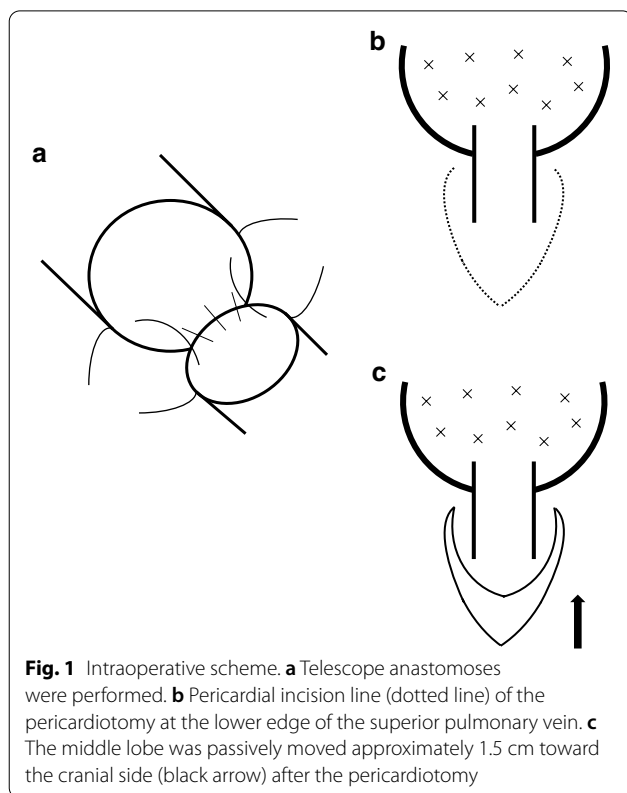 a
b
c
Fig. 1 Intraoperative scheme. a Telescope anastomoses
were performed. b Pericardial incision line (dotted line) of the
pericardiotomy at the lower edge of the superior pulmonary vein. c
The middle lobe was passively moved approximately 1.5 cm toward
the cranial side (black arrow) after the pericardiotomy